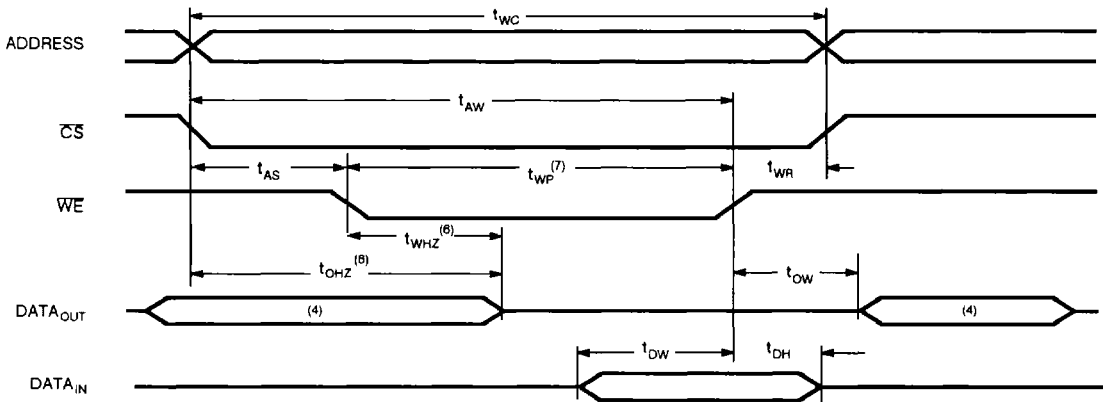 tWC
ADDRESS
tAW
CS
tAS
tWP(7)
tWR
WE
tWHZ(6)
tOHZ(6)
tOW
DATAOUT
(4)
(4)
tDW
tDH
DATAIN